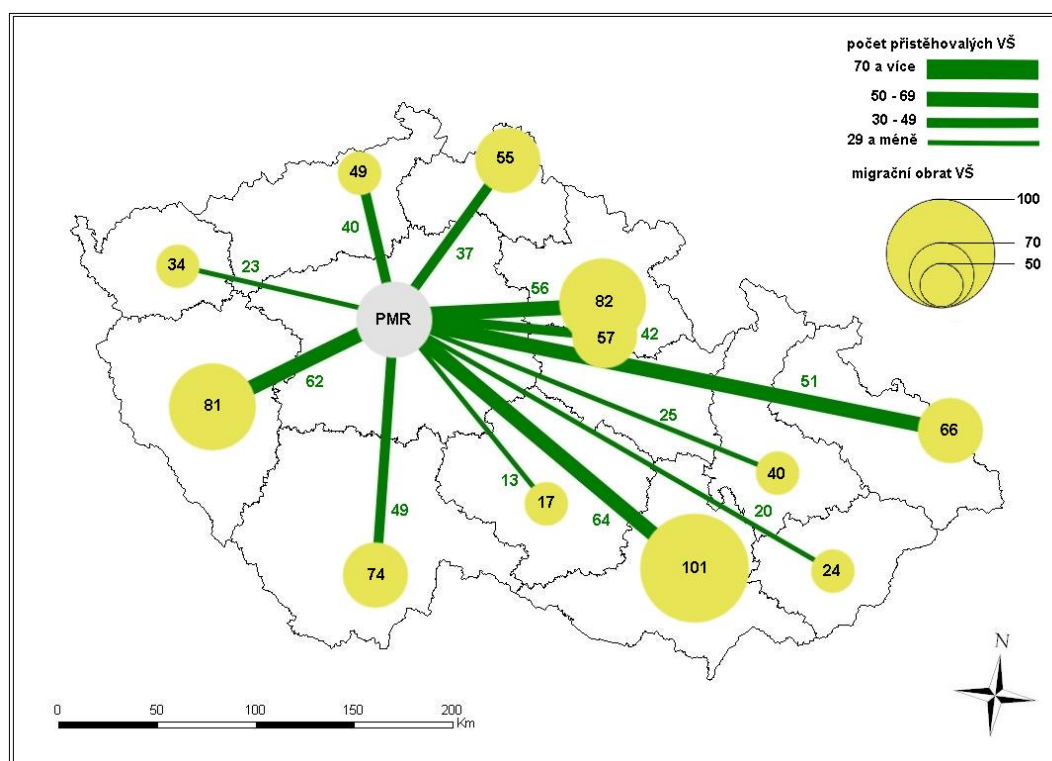 počet přistěhovalých VŠ
70 a více
50 - 69
30 - 49
29 a méně
migrační obrat VŠ
100
70
50
55
49
40
37
34
23
56
82
PMR
57
42
51
62
81
25
66
40
13
17
49
64
20
101
24
74
N
0 50 100 150 200
Km